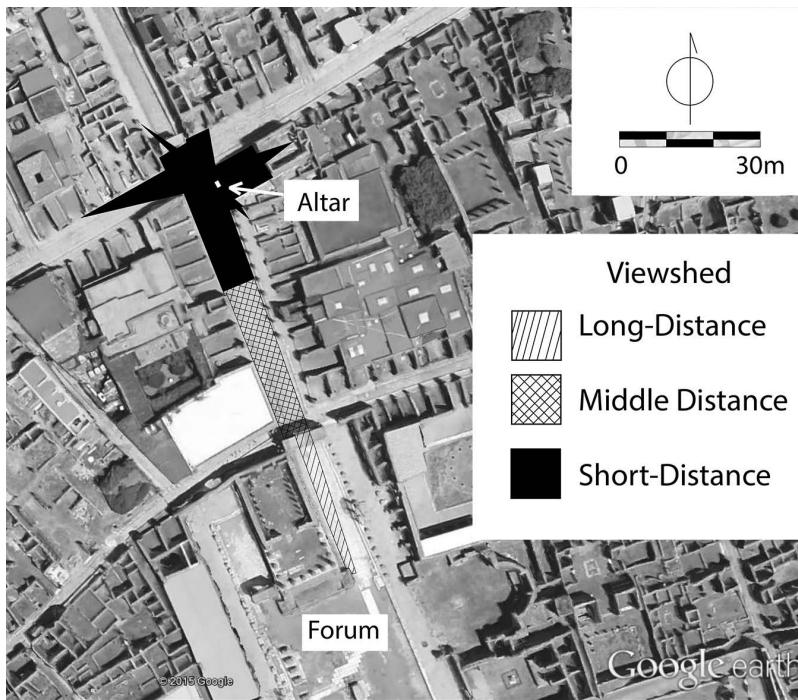 0 30m
Altar
Viewshed
Long-Distance
Middle Distance
Short-Distance
Forum
© 2015 Google
Google earth